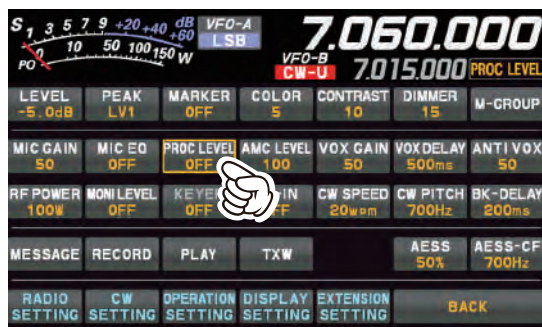 S 1 3 5 7 9 +20 +40 +60 dB
PO 0 10 50 100 150 W
VFO-A
LSB
7.060.000
VFO-B
CW-U
7.015.000
PROC LEVEL
LEVEL PEAK MARKER COLOR CONTRAST DIMMER M-GROUP
-5.0dB LV1 OFF 5 10 15
MIC GAIN MIC EQ PROC LEVEL AMC LEVEL VOX GAIN VOX DELAY ANTI VOX
50 OFF OFF 100 50 500ms 50
RF POWER MONI LEVEL KEYER CW SPEED CW PITCH BK-DELAY
100W OFF OFF 20wpm 700Hz 200ms
MESSAGE RECORD PLAY TXW AESS AESS-CF
50% 700Hz
RADIO CW OPERATION DISPLAY EXTENSION
SETTING SETTING SETTING SETTING SETTING
BACK